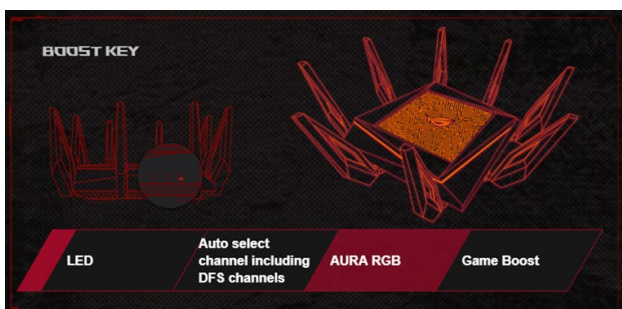 BOOST KEY
LED
Auto select
channel including
DFS channels
AURA RGB
Game Boost